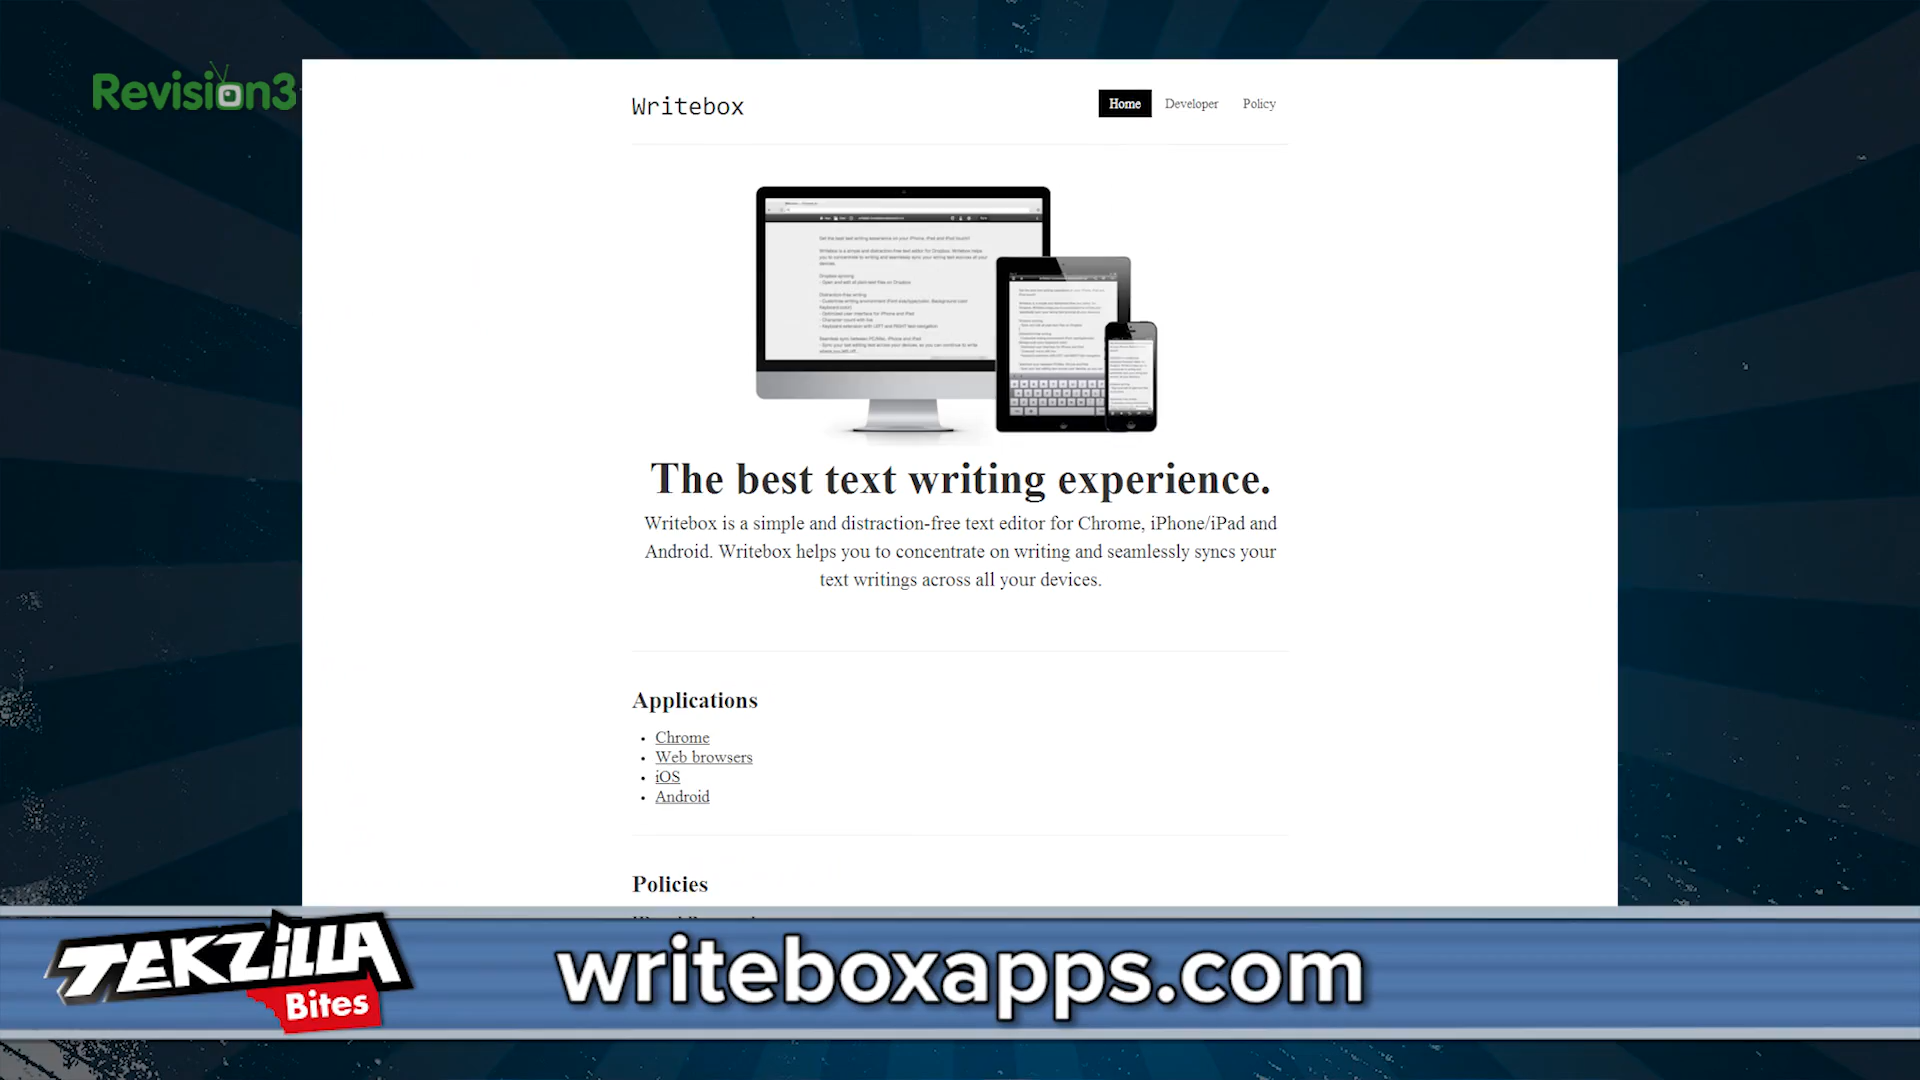 Revision3
Writebox
Home Developer Policy
The best text writing experience.
Writebox is a simple and distraction-free text editor for Chrome, iPhone/iPad and
Android. Writebox helps you to concentrate on writing and seamlessly syncs your
text writings across all your devices.
Applications
• Chrome
• Web browsers
• iOS
• Android
Policies
TEKZILLA
Bites
writeboxapps.com